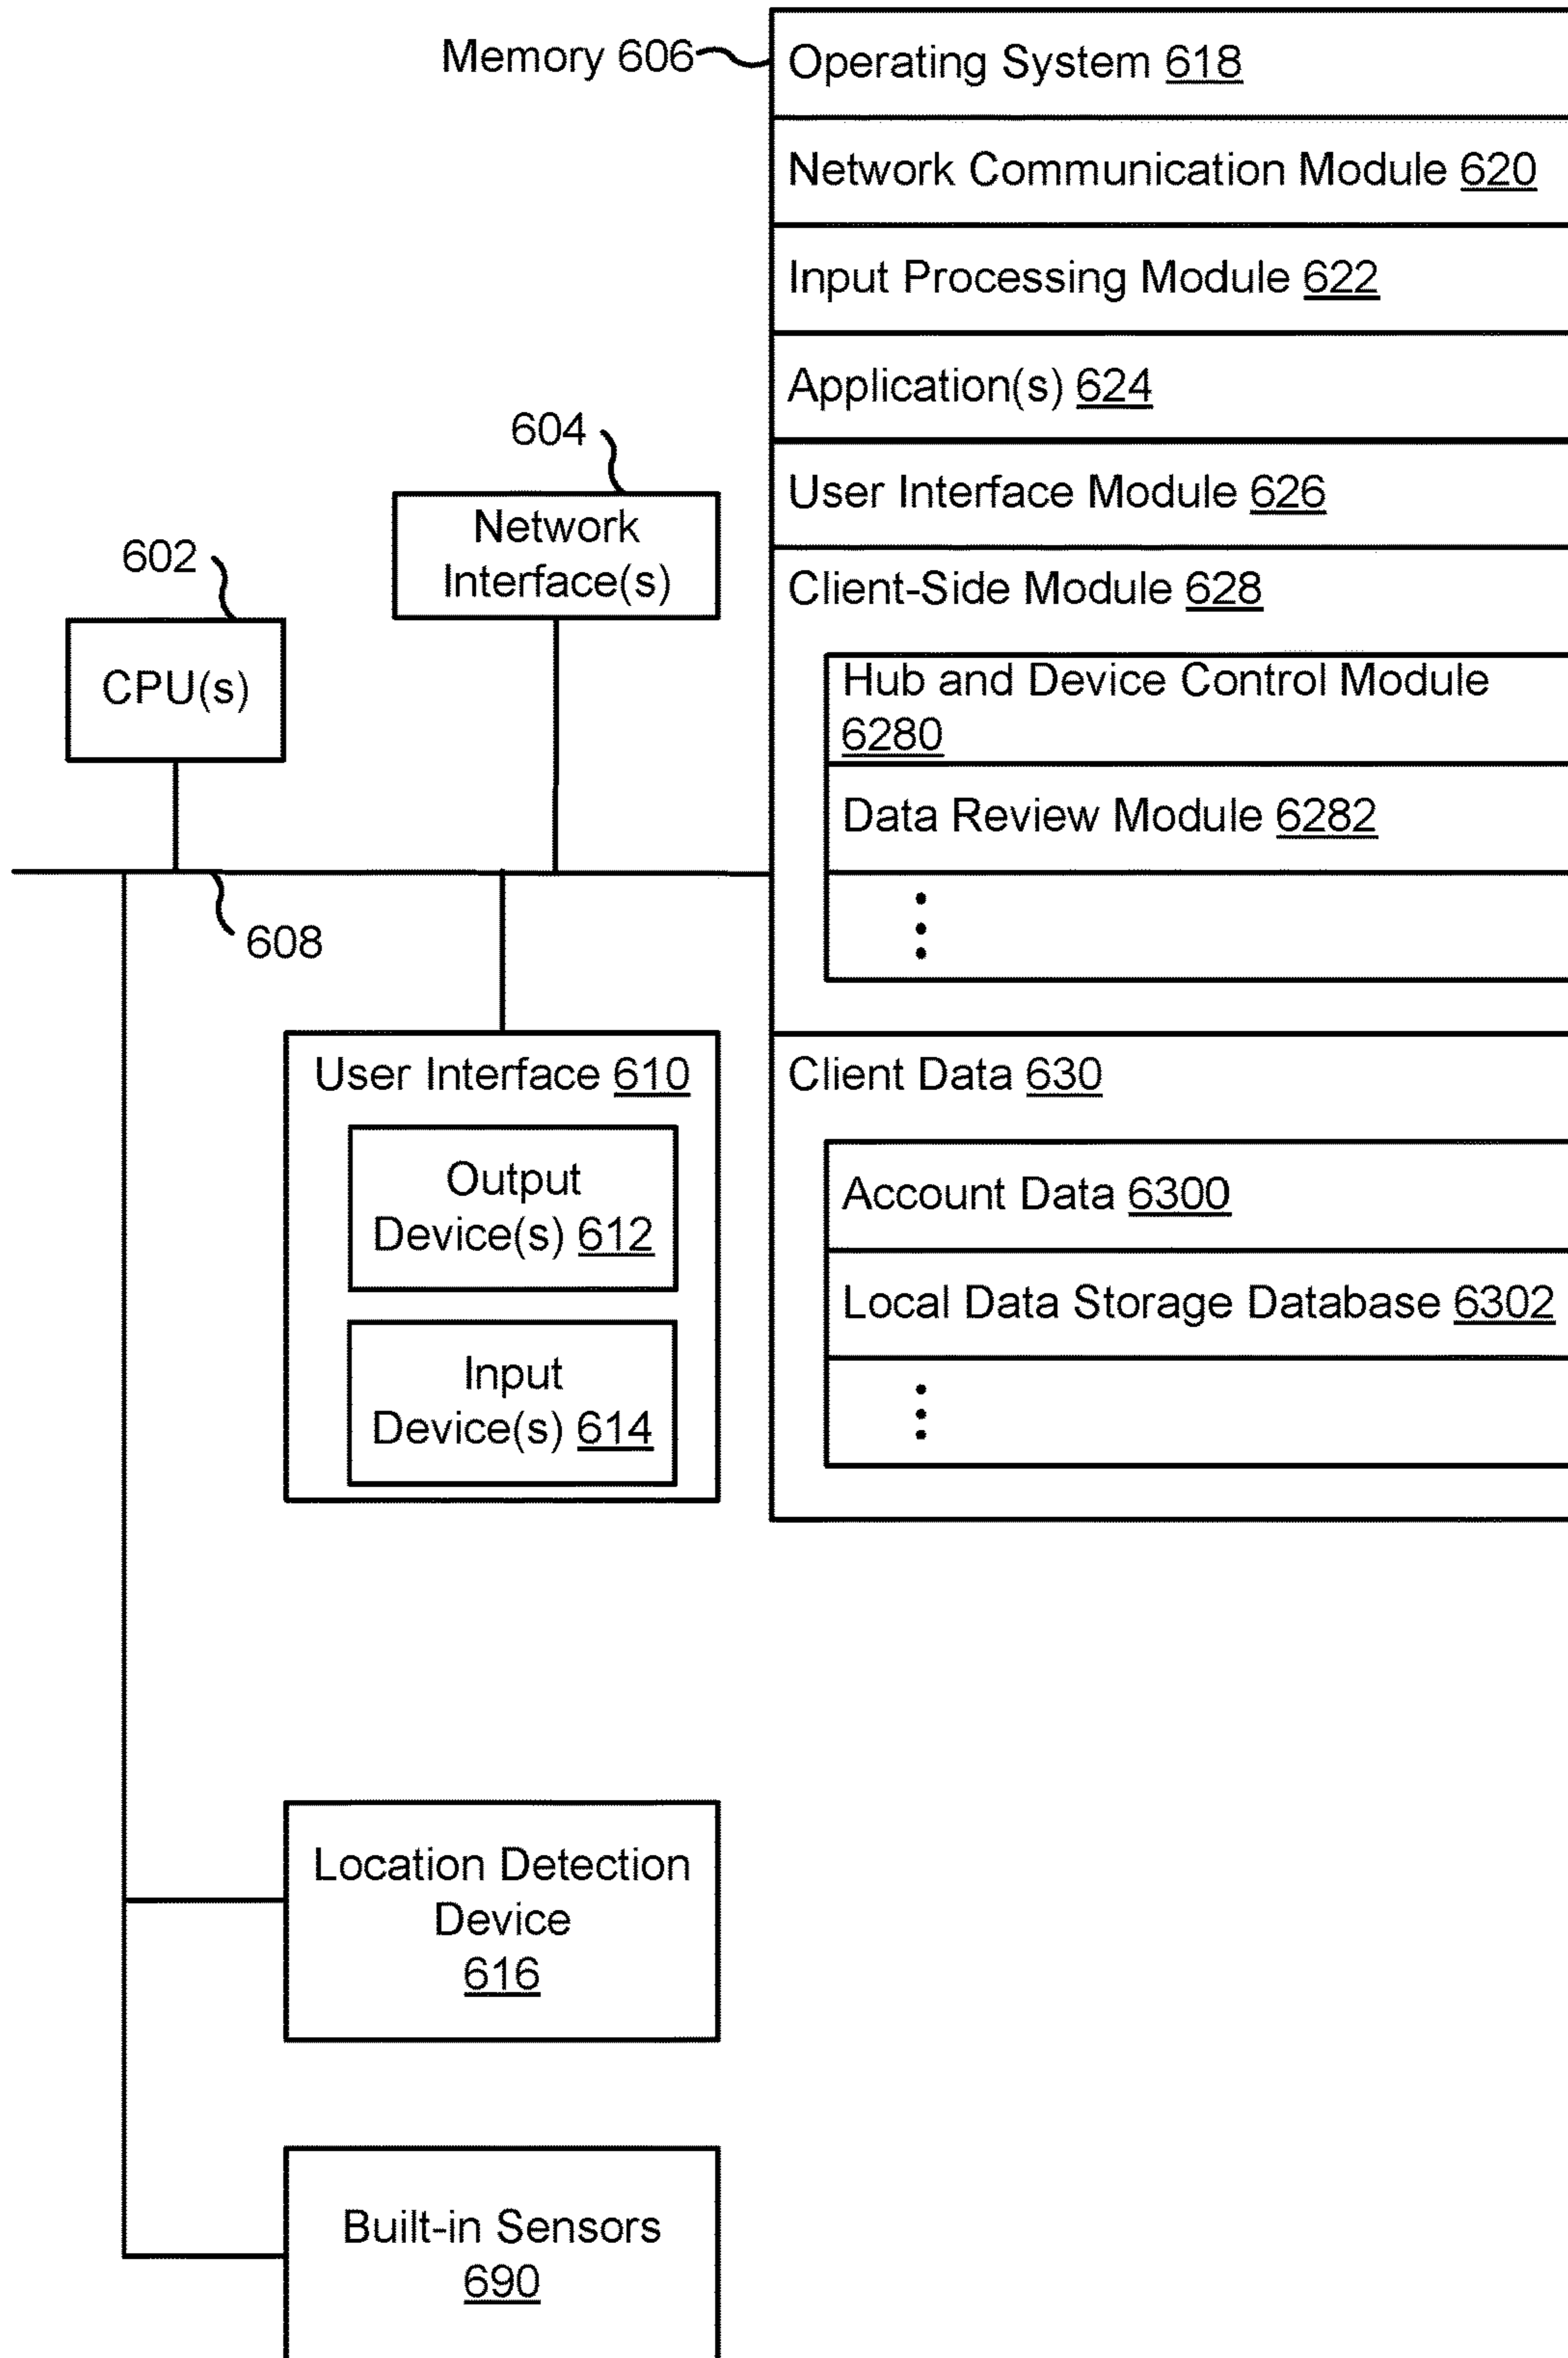 Memory 606
Operating System 618
Network Communication Module 620
Input Processing Module 622
Application(s) 624
User Interface Module 626
Client-Side Module 628
Hub and Device Control Module
6280
Data Review Module 6282
604
Network
Interface(s)
602
CPU(s)
608
User Interface 610
Output
Device(s) 612
Input
Device(s) 614
Client Data 630
Account Data 6300
Local Data Storage Database 6302
Location Detection
Device
616
Built-in Sensors
690